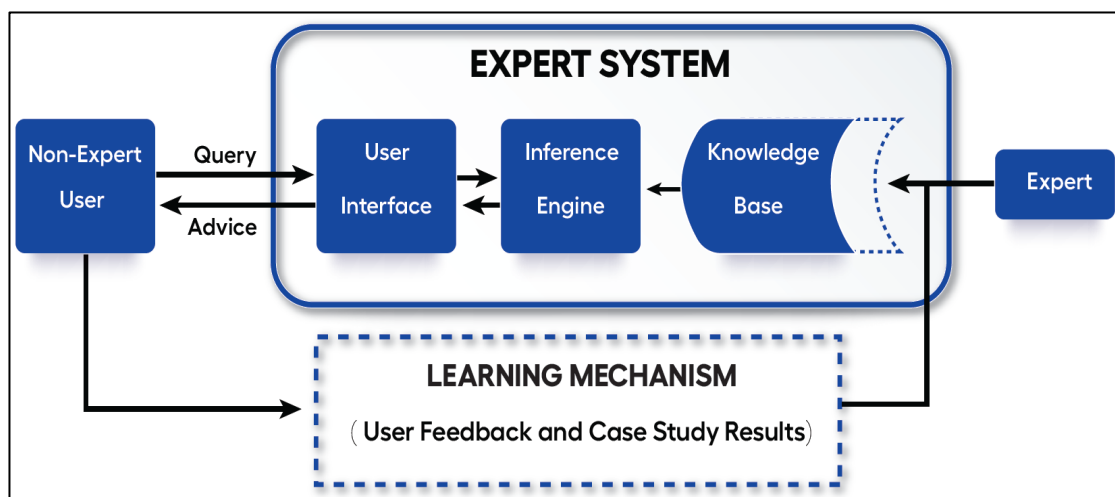 EXPERT SYSTEM
Non-Expert
User
Query
Advice
User
Interface
Inference
Engine
Knowledge
Base
Expert
LEARNING MECHANISM
( User Feedback and Case Study Results)